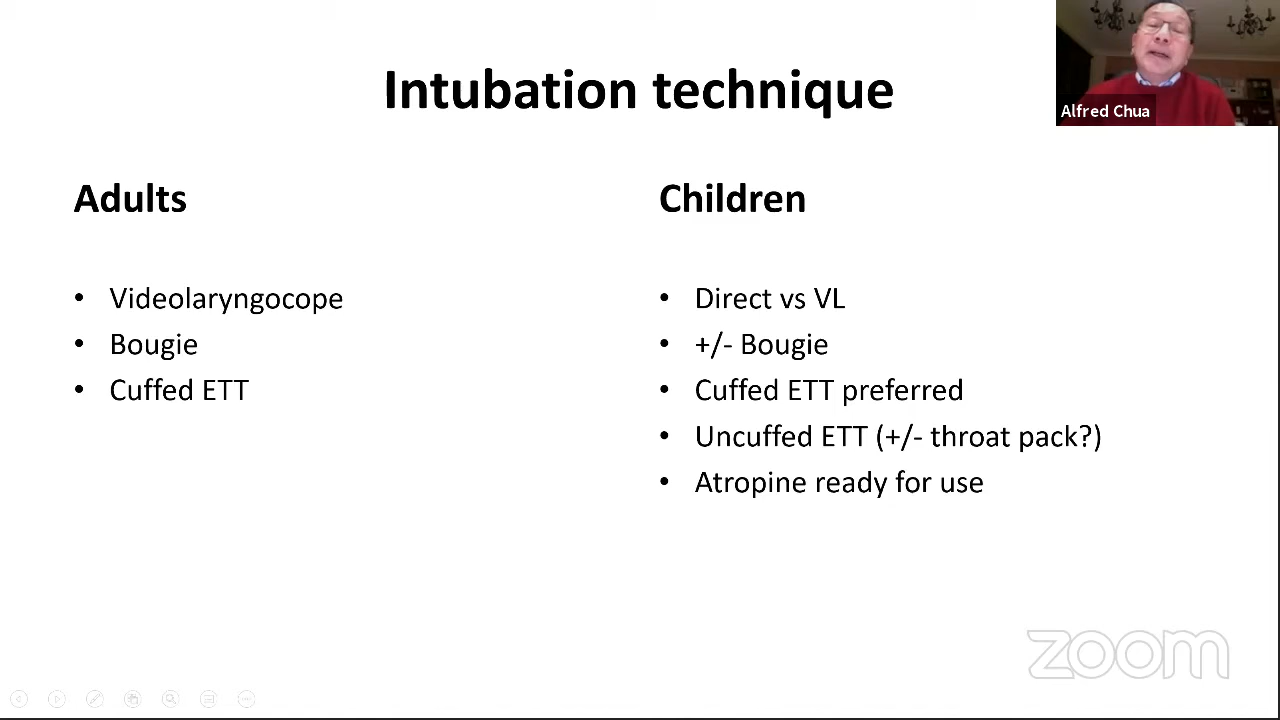 Intubation technique
Alfred Chua
Adults
• Videolaryngocope
• Bougie
• Cuffed ETT
Children
• Direct vs VL
• +/- Bougie
• Cuffed ETT preferred
• Uncuffed ETT (+/- throat pack?)
• Atropine ready for use
zoom